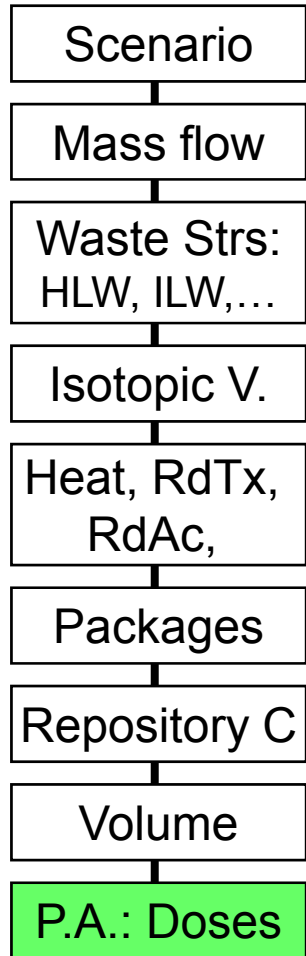 Scenario
Mass flow
Waste Strs:
HLW, ILW,…
Isotopic V.
Heat, RdTx,
RdAc,
Packages
Repository C
Volume
P.A.: Doses